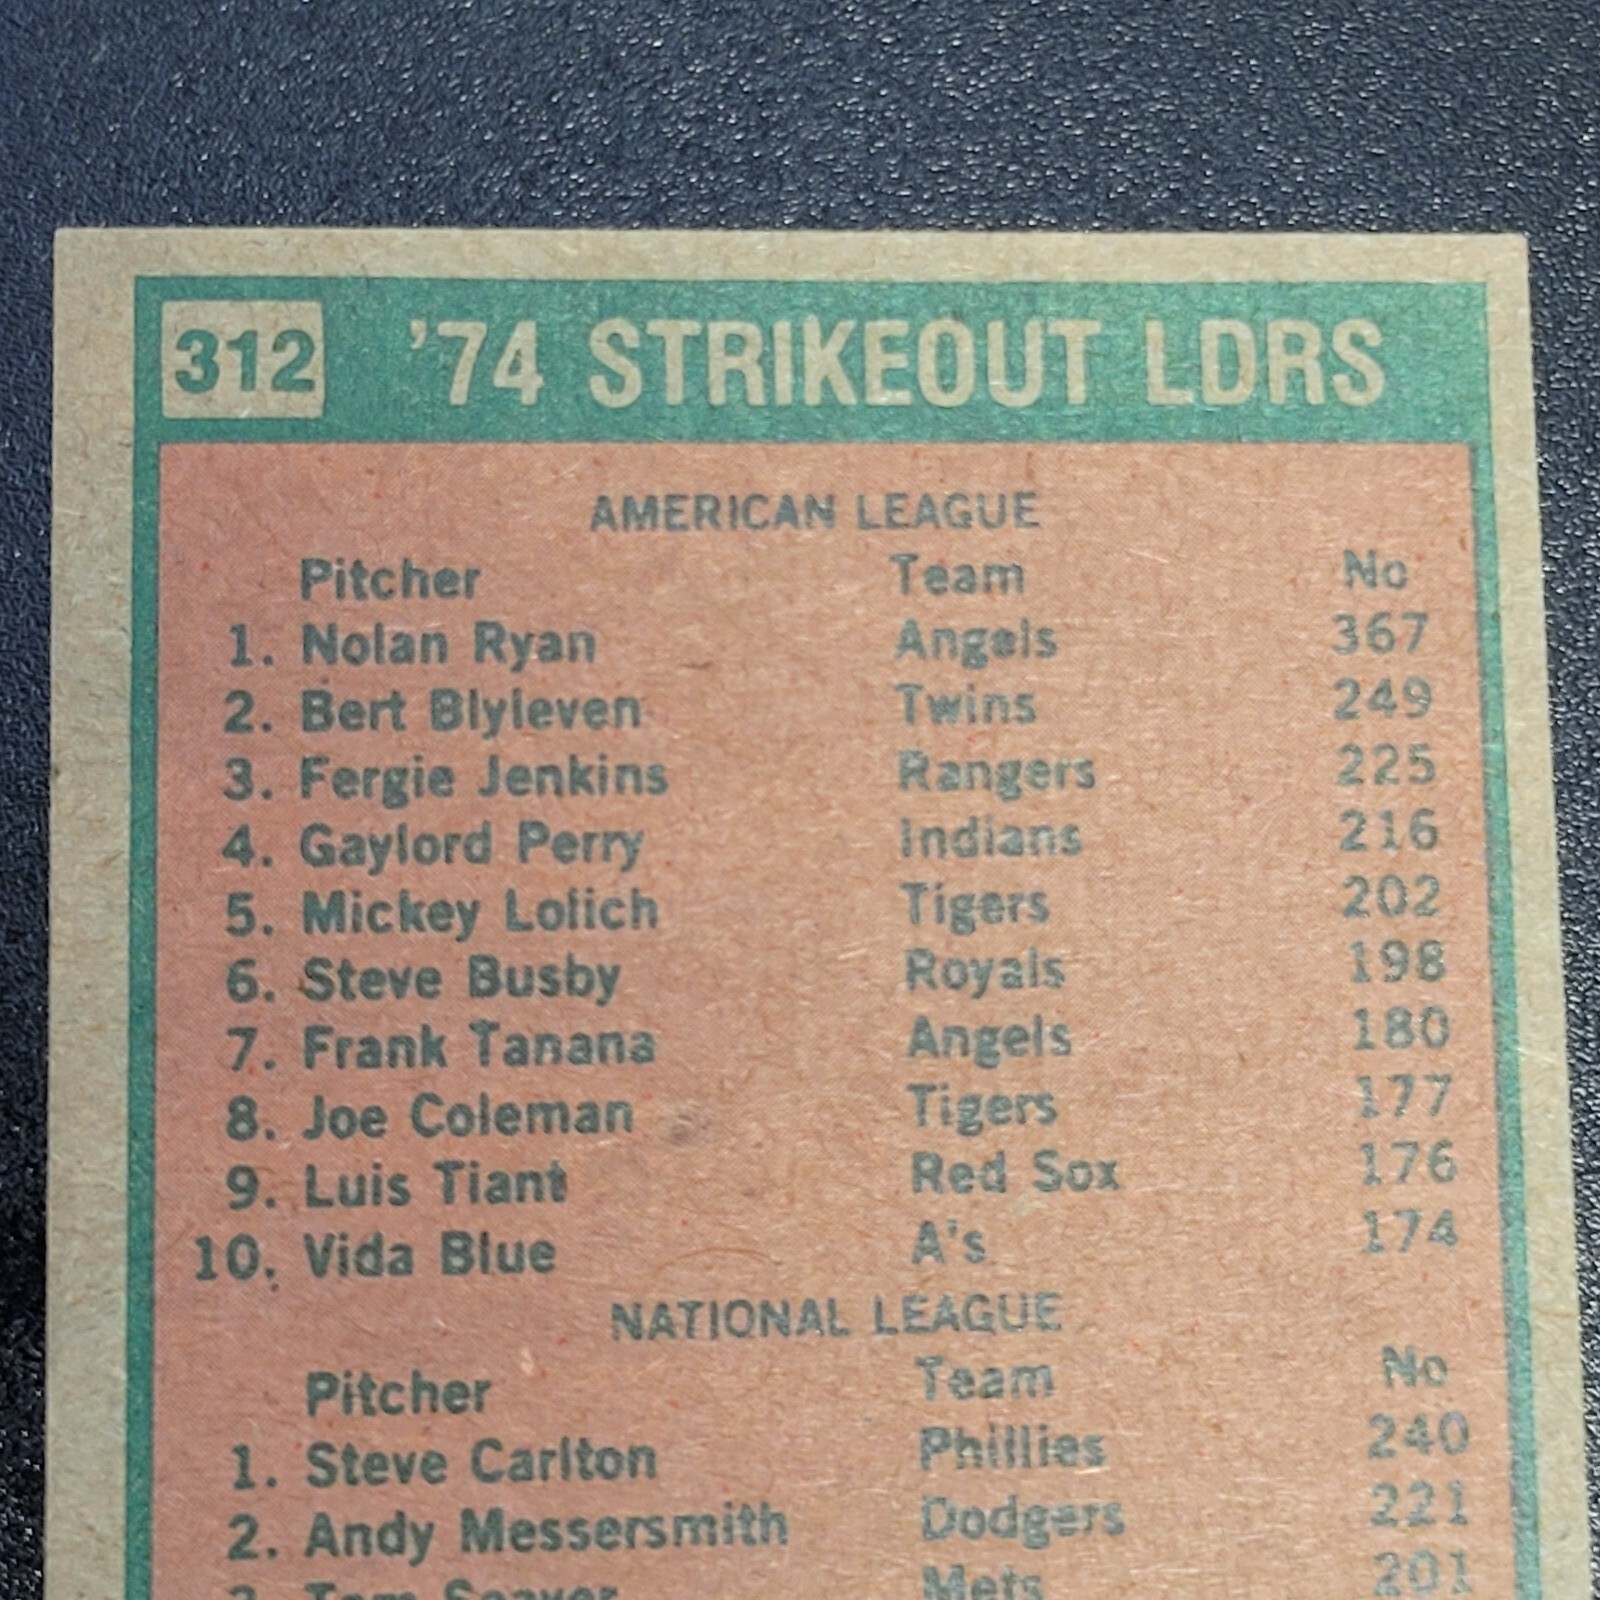 312 '74 STRIKEOUT LDRS
AMERICAN LEAGUE
Pitcher Team No
1. Nolan Ryan Angels 367
2. Bert Blyleven Twins 249
3. Fergie Jenkins Rangers 225
4. Gaylord Perry Indians 216
5. Mickey Lolich Tigers 202
6. Steve Busby Royals 198
7. Frank Tanana Angels 180
8. Joe Coleman Tigers 177
9. Luis Tiant Red Sox 176
10. Vida Blue A's 174
NATIONAL LEAGUE
Pitcher Team No
1. Steve Carlton Phillies 240
2. Andy Messersmith Dodgers 221
3. Tom Seaver Mets 201